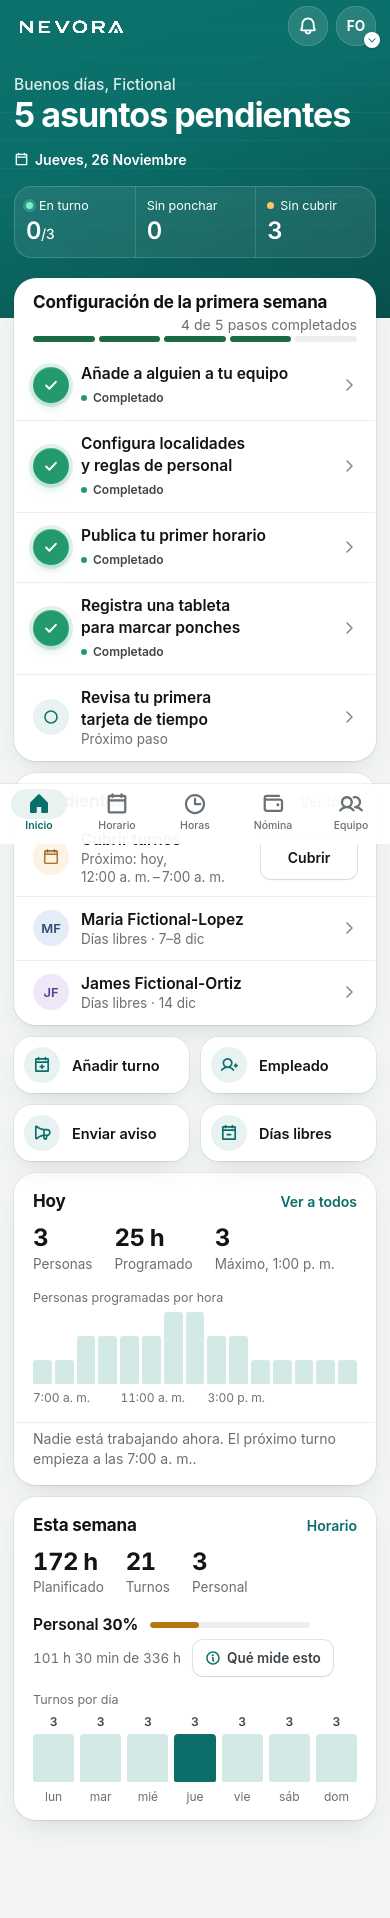 NEVORA
FO
Buenos días, Fictional
5 asuntos pendientes
Jueves, 26 Noviembre
En turno
0/3
Sin ponchar
0
Sin cubrir
3
Configuración de la primera semana
4 de 5 pasos completados
Añade a alguien a tu equipo
Completado
Configura localidades
y reglas de personal
Completado
Publica tu primer horario
Completado
Registra una tableta
para marcar ponches
Completado
Revisa tu primera
tarjeta de tiempo
Próximo paso
Inicio
Horario
Horas
Nómina
Equipo
Cubrir turnos
Próximo: hoy,
12:00 a. m. – 7:00 a. m.
Cubrir
MF
Maria Fictional-Lopez
Días libres · 7–8 dic
JF
James Fictional-Ortiz
Días libres · 14 dic
Añadir turno
Empleado
Enviar aviso
Días libres
Hoy
Ver a todos
3
Personas
25 h
Programado
3
Máximo, 1:00 p. m.
Personas programadas por hora
7:00 a. m.
11:00 a. m.
3:00 p. m.
Nadie está trabajando ahora. El próximo turno
empieza a las 7:00 a. m..
Esta semana
Horario
172 h
Planificado
21
Turnos
3
Personal
Personal 30%
101 h 30 min de 336 h
Qué mide esto
Turnos por día
3 3 3 3 3 3 3
lun mar mié jue vie sáb dom